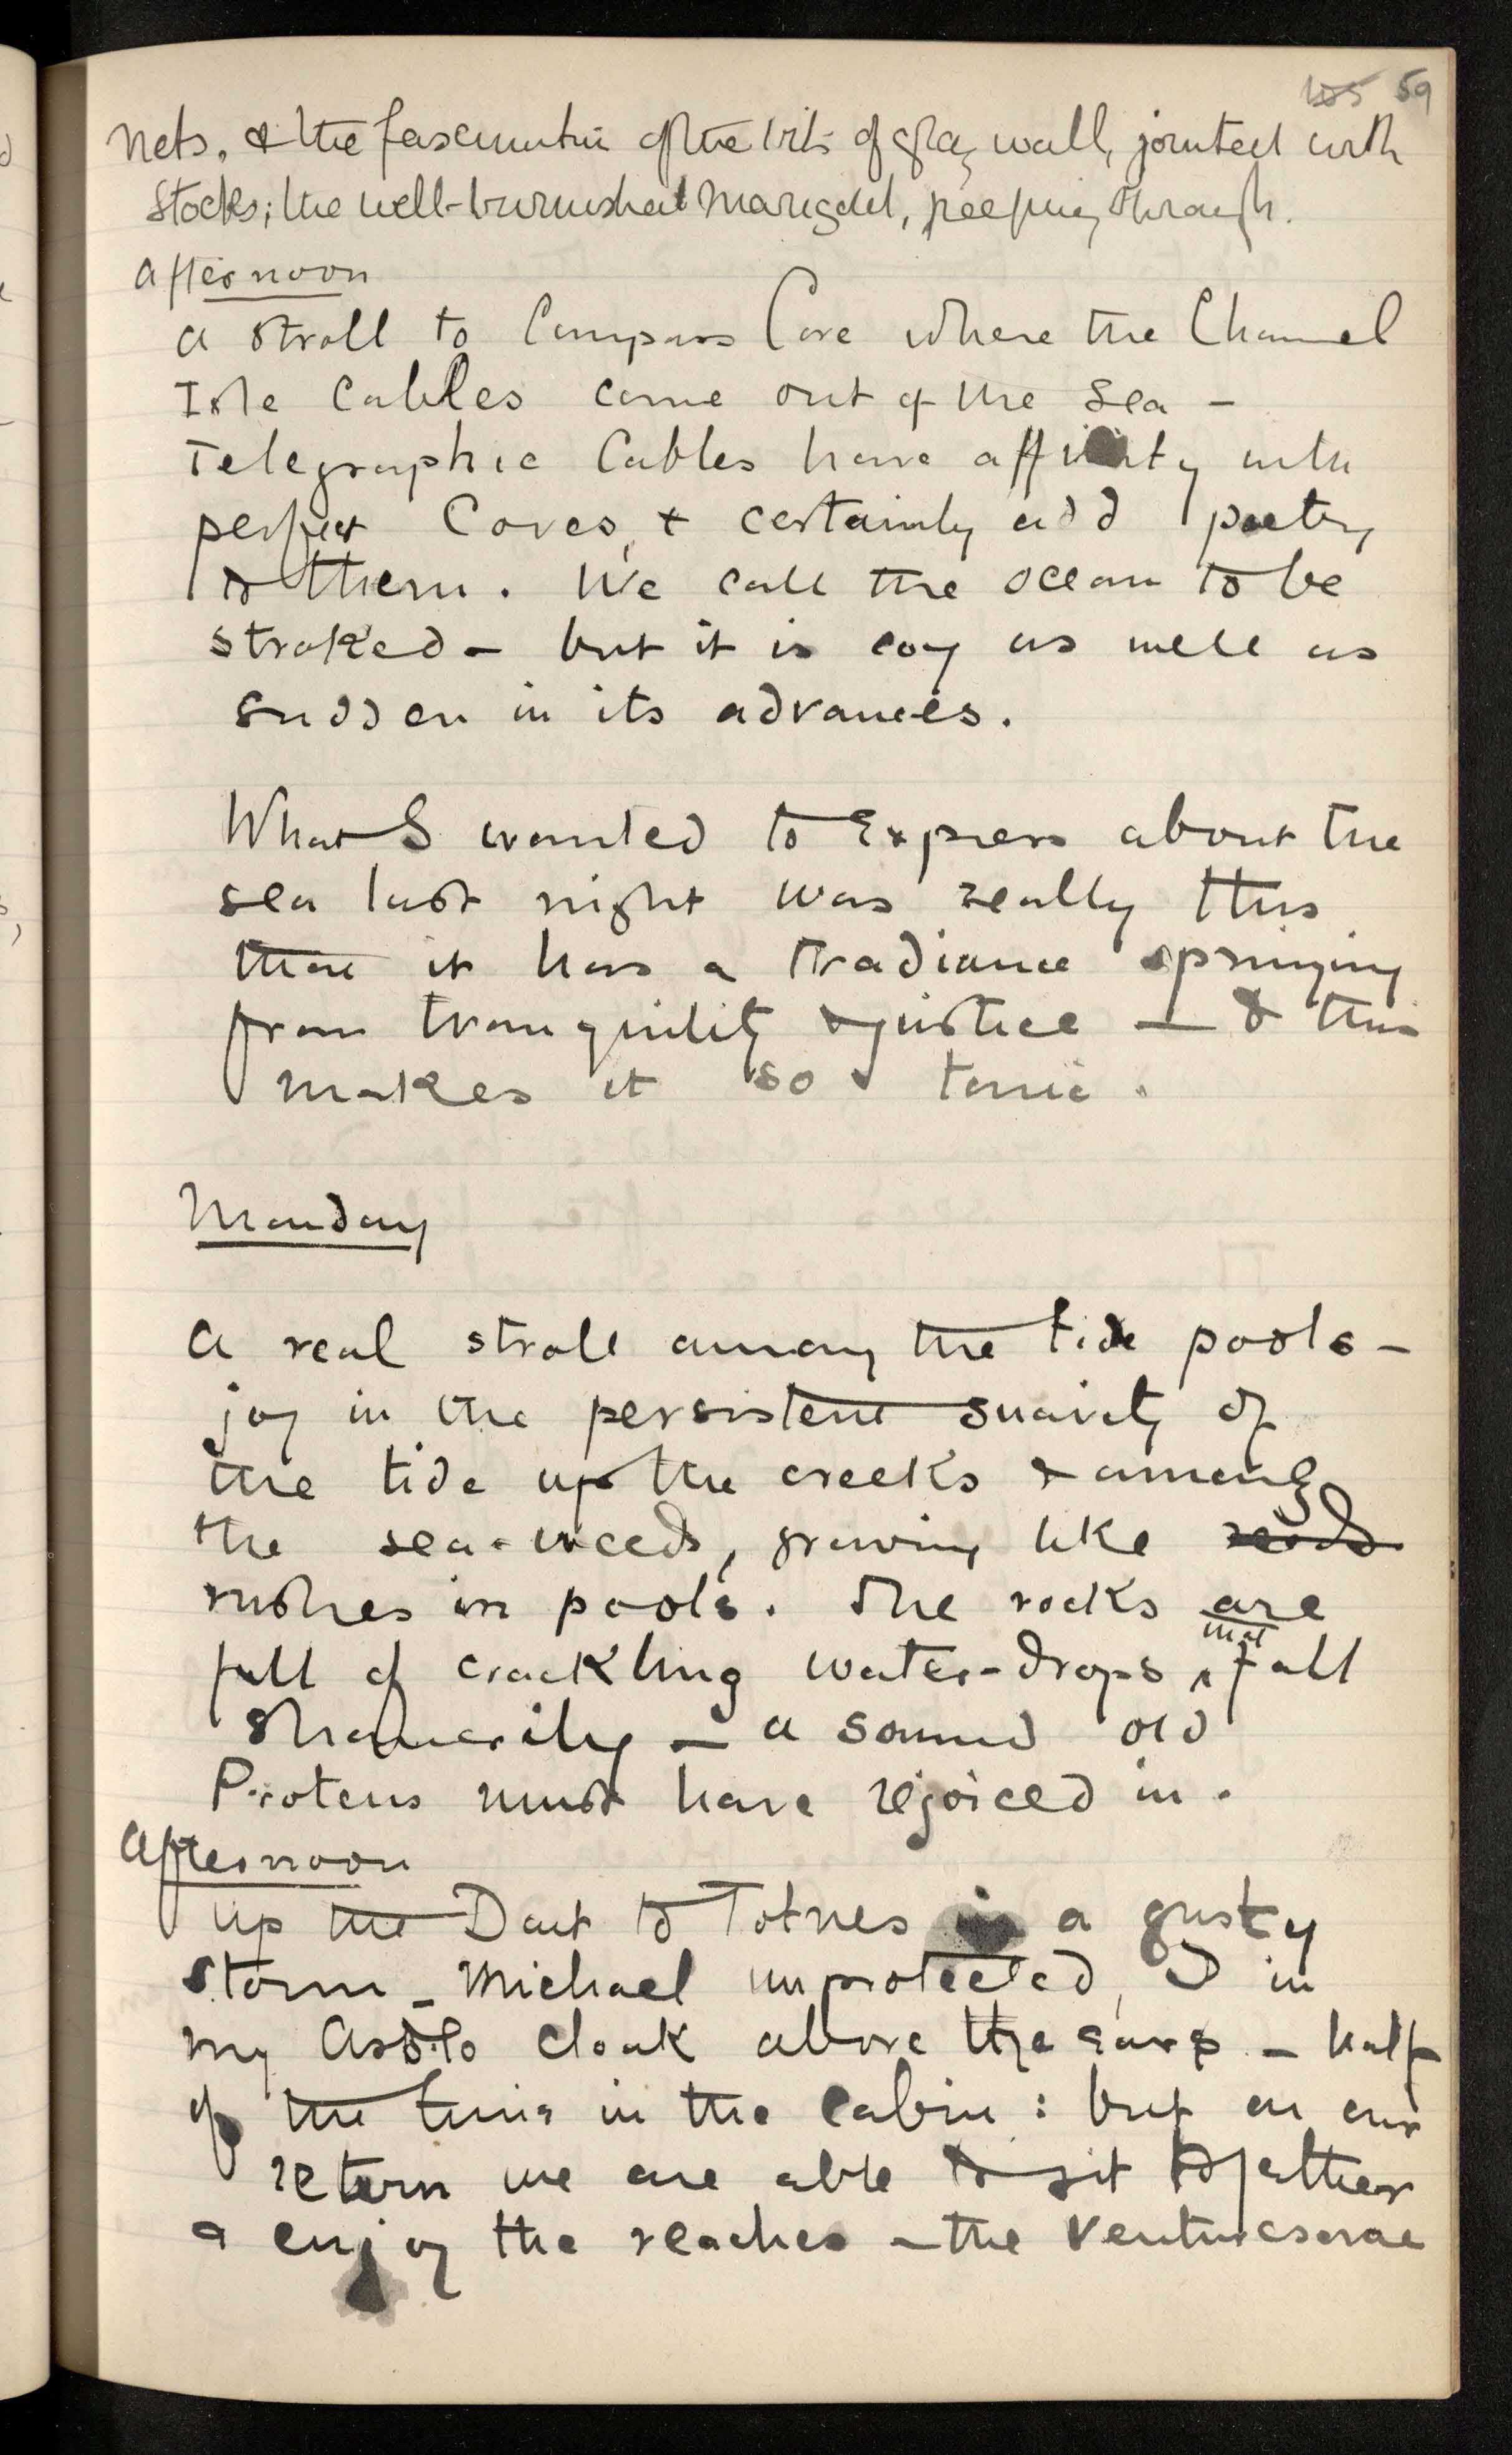 59
nets, & the fascination of the bits of gray wall, jointed with
stocks; the well-burnished Marigold, peeping through.
Afternoon
A stroll to Compass Cove where the Channel
Isle Cables come out of the sea –
Telegraphic Cables have affinity with
perfect Coves, & certainly add poetry
to them. We call the ocean to be
stroked – but it is coy as well as
sudden in its advances.
What I wanted to Express about the
sea last night was really this
that it has a radiance springing
from tranquility & justice – & this
makes it so tonic.
Monday
A real stroll among the tide pools –
joy in the persistent suavity of
the tide up the creeks & among
the sea-weeds, growing like reeds
rushes in pools. The rocks are
full of crackling water-drops that fall
showerily – a sound old
Proteus must have rejoiced in.
Afternoon
Up the Dart to Totnes in a gusty
storm – Michael unprotected, I in
my Asolo cloak above the ears – half
of the time in the cabin : but on our
return we are able to sit together
& enjoy the reaches – the venturesome